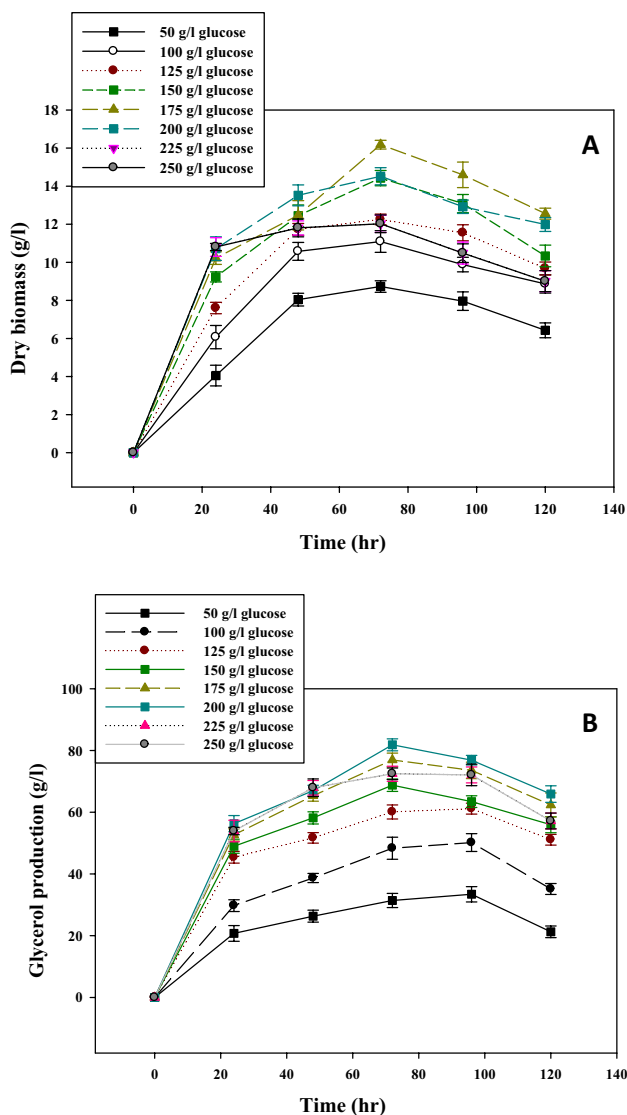 50 g/l glucose
100 g/l glucose
125 g/l glucose
150 g/l glucose
175 g/l glucose
200 g/l glucose
225 g/l glucose
250 g/l glucose
A
Dry biomass (g/l)
18
16
14
12
10
8
6
4
2
0
0 20 40 60 80 100 120 140
Time (hr)
50 g/l glucose
100 g/l glucose
125 g/l glucose
150 g/l glucose
175 g/l glucose
200 g/l glucose
225 g/l glucose
250 g/l glucose
B
Glycerol production (g/l)
100
80
60
40
20
0
0 20 40 60 80 100 120 140
Time (hr)